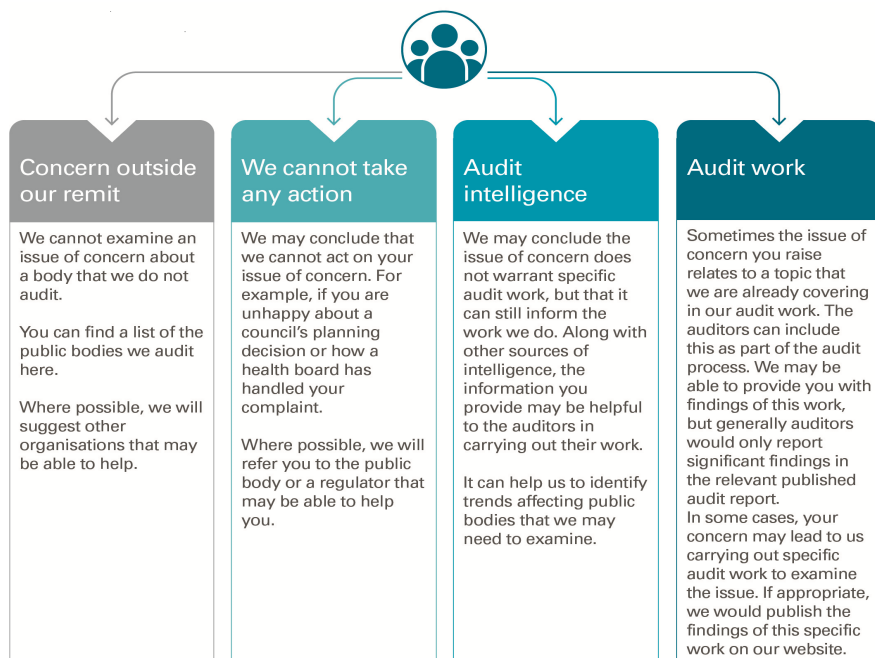 Concern outside
our remit
We cannot examine an
issue of concern about
a body that we do not
audit.
You can find a list of the
public bodies we audit
here.
Where possible, we will
suggest other
organisations that may
be able to help.
We cannot take
any action
We may conclude that
we cannot act on your
issue of concern. For
example, if you are
unhappy about a
council’s planning
decision or how a
health board has
handled your
complaint.
Where possible, we will
refer you to the public
body or a regulator that
may be able to help
you.
Audit
intelligence
We may conclude the
issue of concern does
not warrant specific
audit work, but that it
can still inform the
work we do. Along with
other sources of
intelligence, the
information you
provide may be helpful
to the auditors in
carrying out their work.
It can help us to identify
trends affecting public
bodies that we may
need to examine.
Audit work
Sometimes the issue of
concern you raise
relates to a topic that
we are already covering
in our audit work. The
auditors can include
this as part of the audit
process. We may be
able to provide you with
findings of this work,
but generally auditors
would only report
significant findings in
the relevant published
audit report.
In some cases, your
concern may lead to us
carrying out specific
audit work to examine
the issue. If appropriate,
we would publish the
findings of this specific
work on our website.